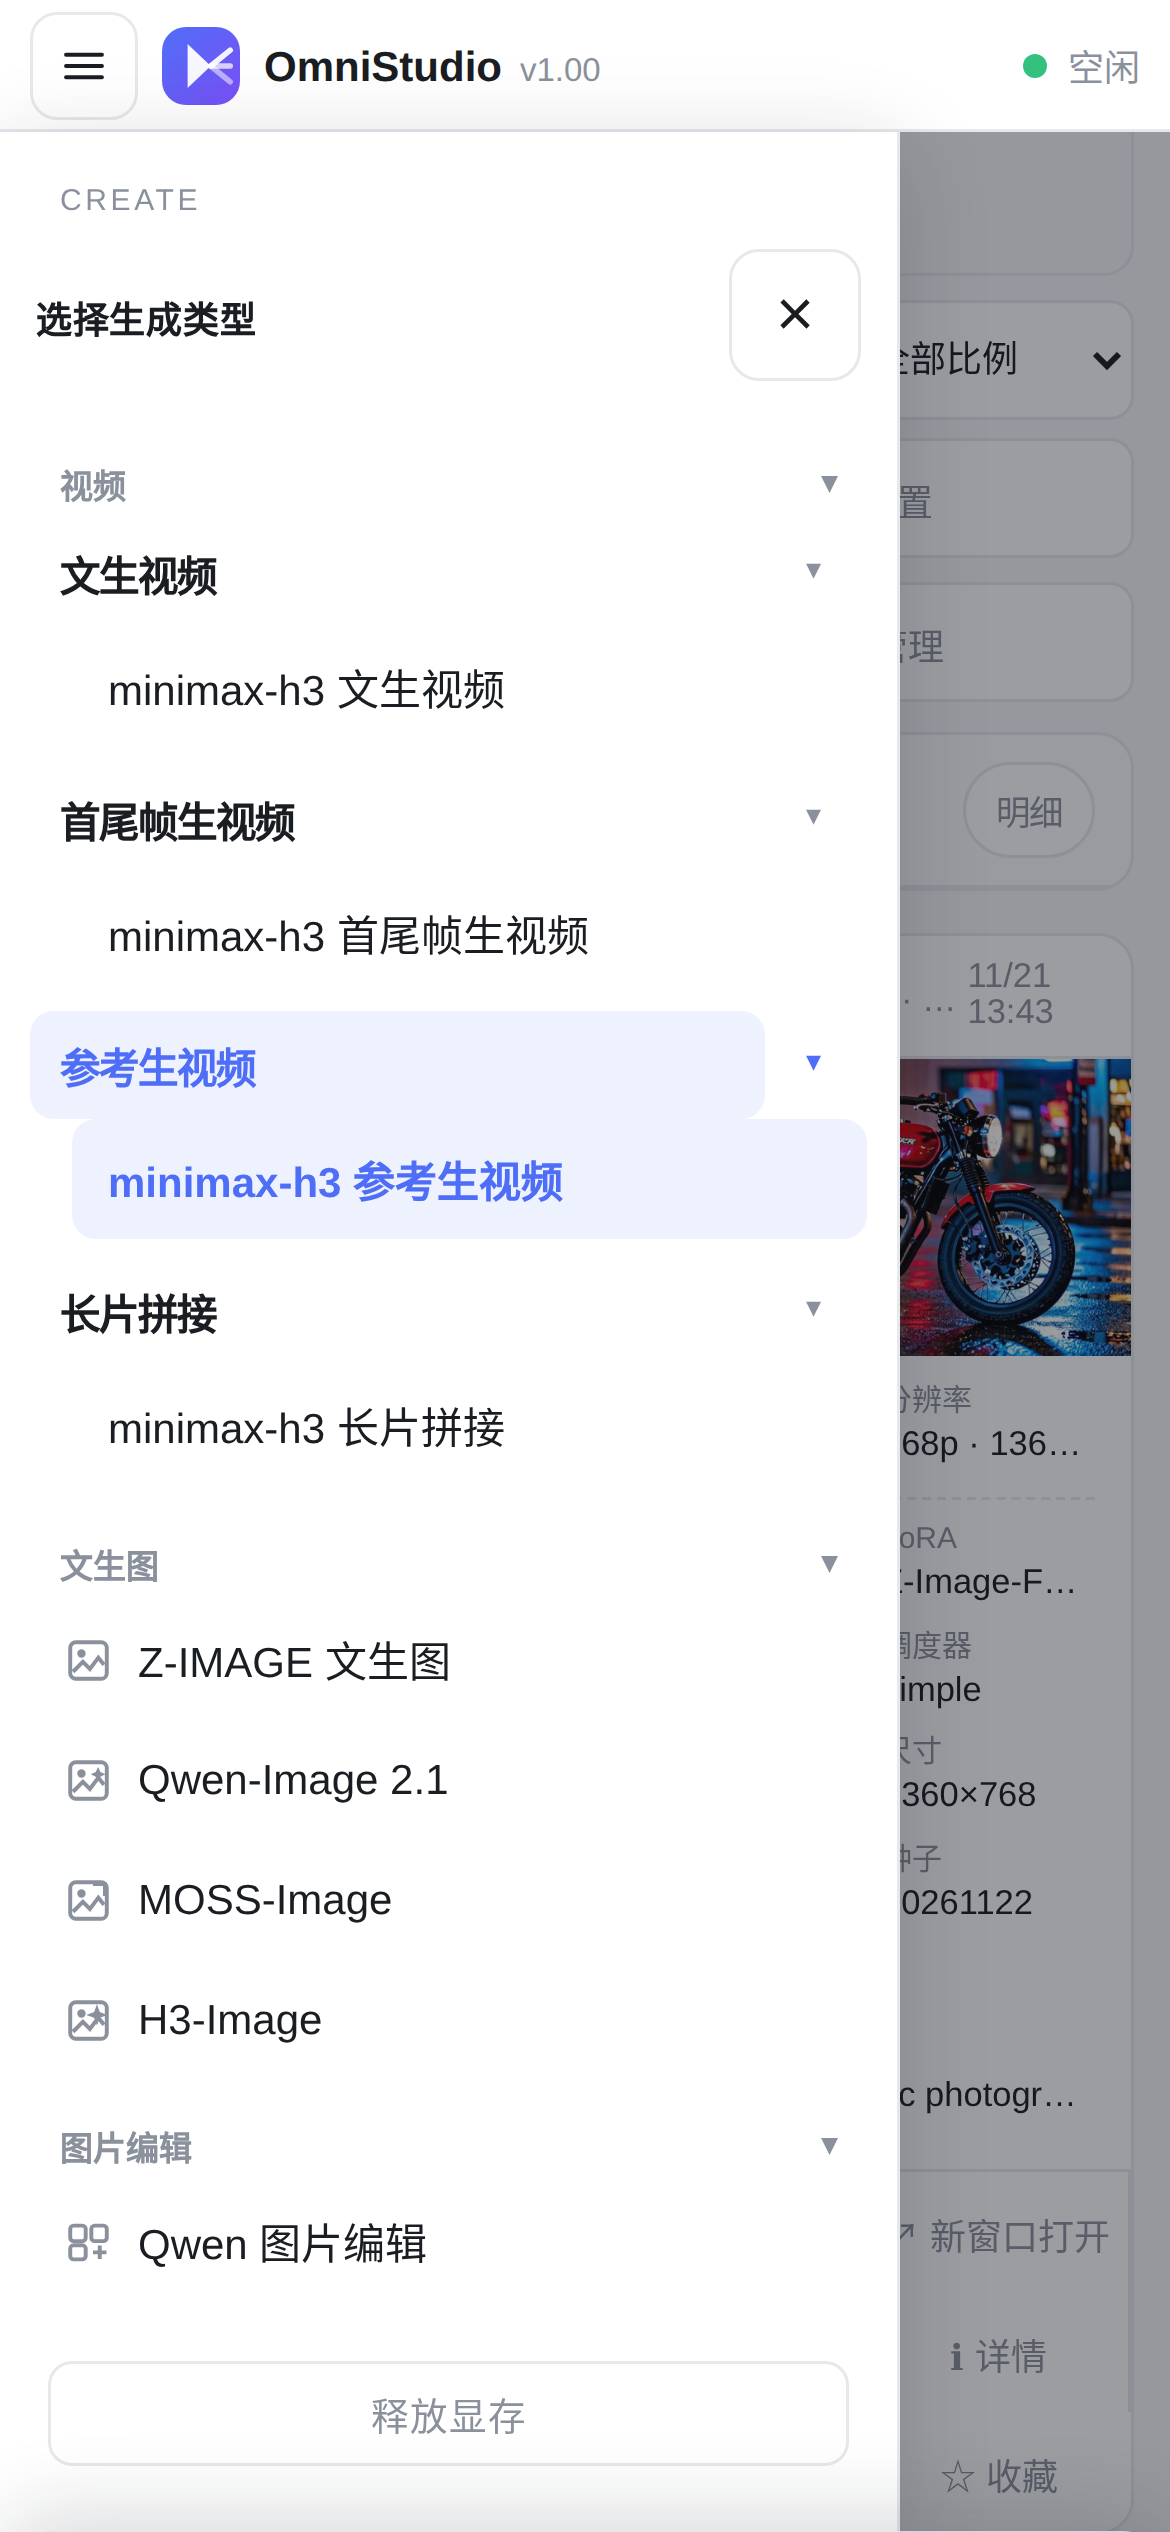 OmniStudio v1.00
空闲
CREATE
选择生成类型
视频
文生视频
minimax-h3 文生视频
首尾帧生视频
minimax-h3 首尾帧生视频
参考生视频
minimax-h3 参考生视频
长片拼接
minimax-h3 长片拼接
文生图
Z-IMAGE 文生图
Qwen-Image 2.1
MOSS-Image
H3-Image
图片编辑
Qwen 图片编辑
释放显存
全部比例
置
管理
明细
· … 11/21
13:43
分辨率
68p · 136…
oRA
Z-Image-F…
调度器
imple
尺寸
360×768
种子
0261122
c photogr…
新窗口打开
详情
☆ 收藏